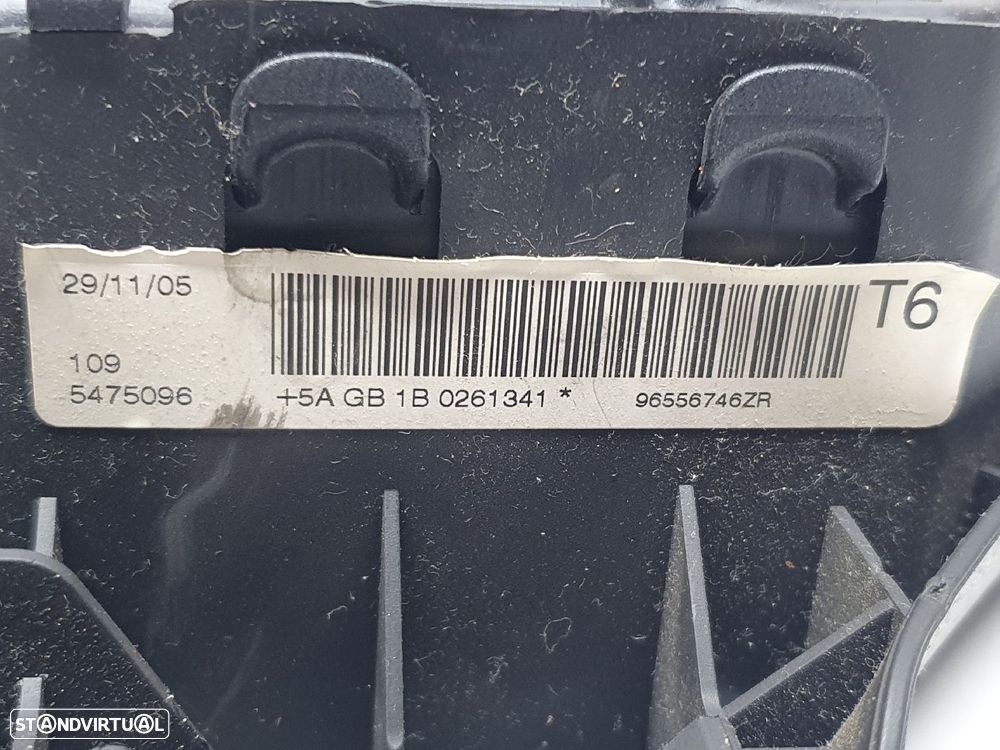 29/11/05
T6
109
5475096
+5A GB 1B 0261341 *
96556746ZR
STANDVIRTUAL